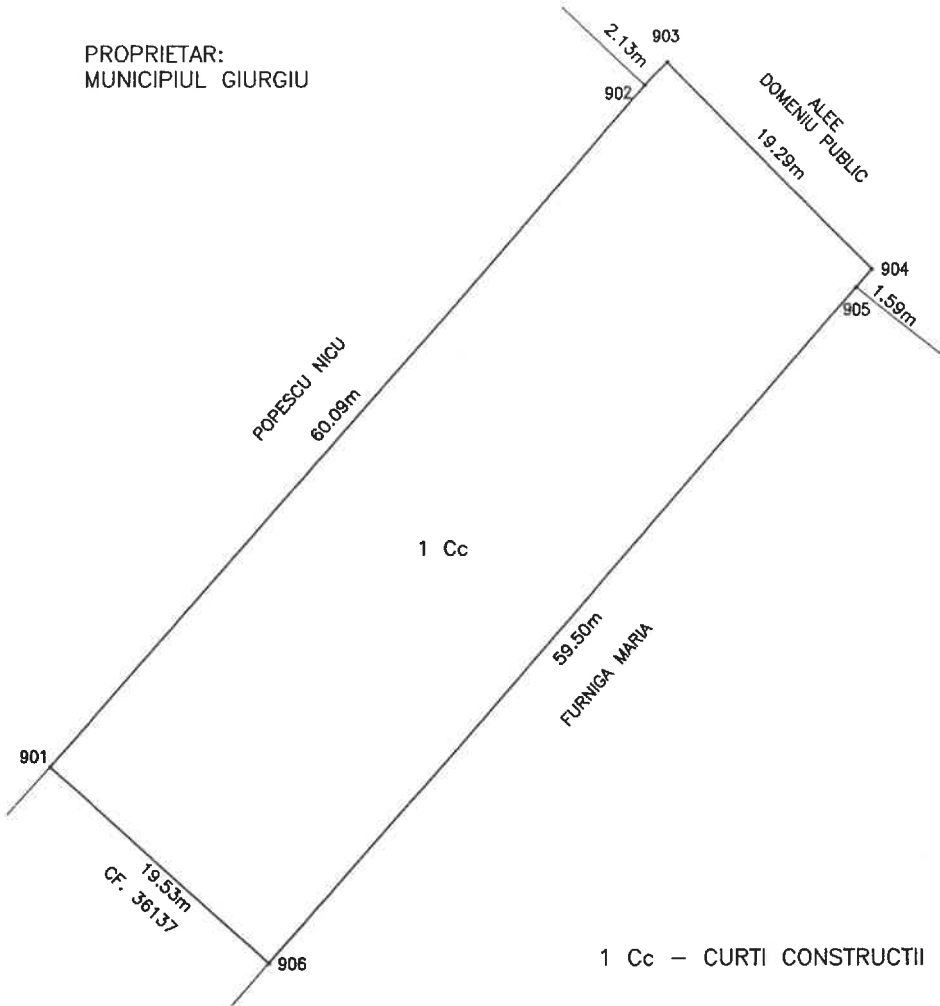 PROPRIETAR:
MUNICIPIUL GIURGIU
2.13m
903
902
ALEE
DOMENIU PUBLIC
19.29m
904
905
1.59m
POPESCU NICU
60.09m
1 Cc
59.50m
FURNIGA MARIA
901
19.53m
CF. 36137
906
1 Cc – CURTI CONSTRUCTII